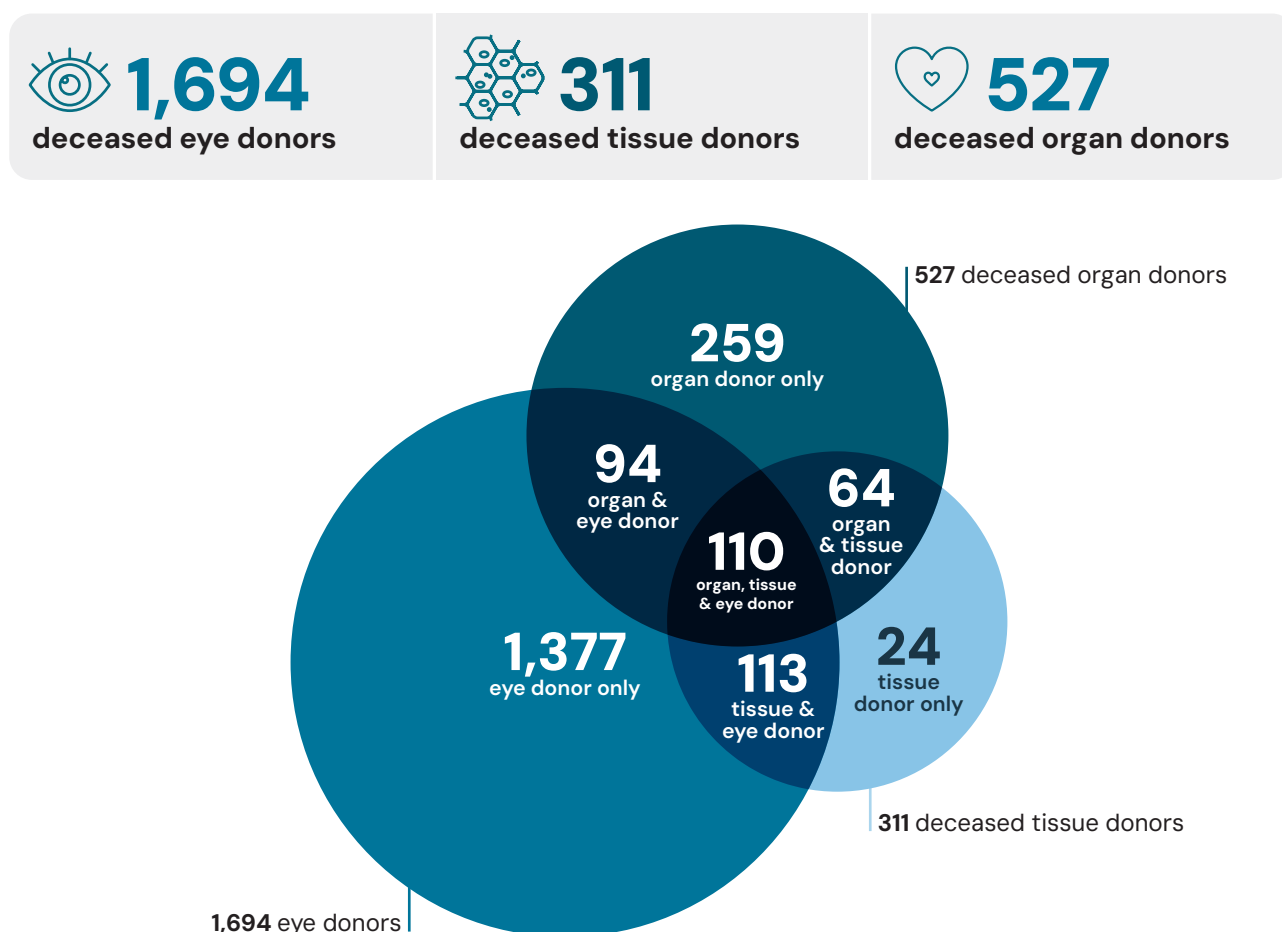 1,694
deceased eye donors
311
deceased tissue donors
527
deceased organ donors
527 deceased organ donors
259
organ donor only
94
organ &
eye donor
64
organ
& tissue
donor
110
organ, tissue
& eye donor
1,377
eye donor only
113
tissue &
eye donor
24
tissue
donor only
311 deceased tissue donors
1,694 eye donors